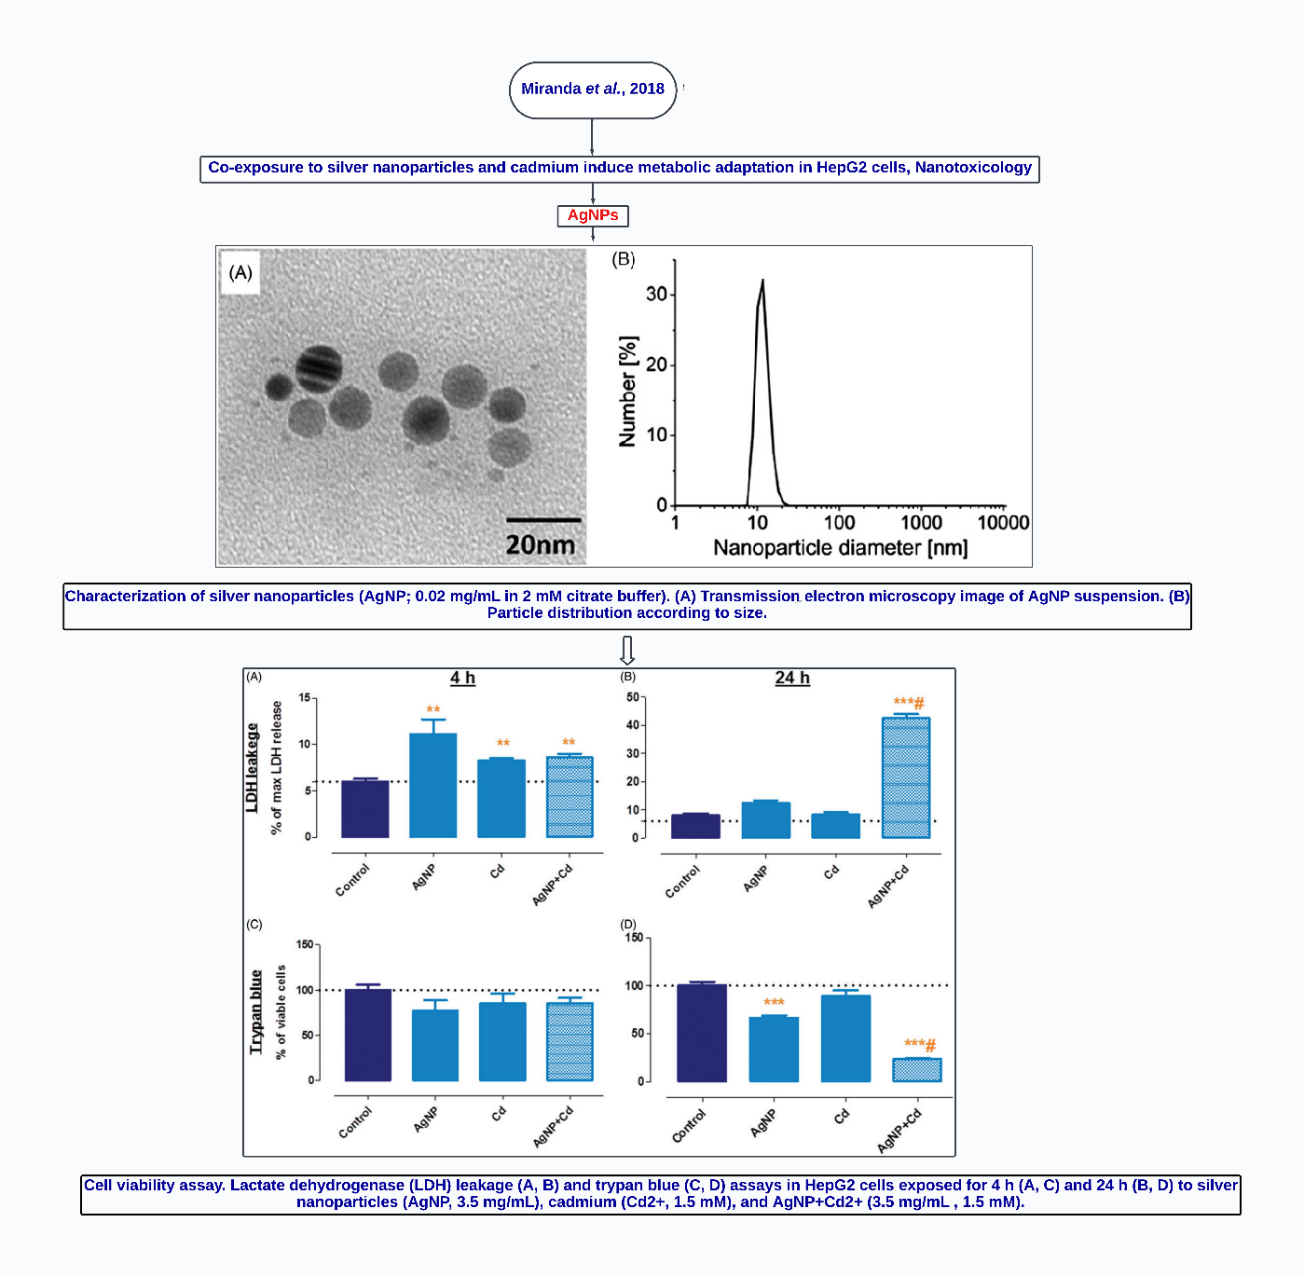 Miranda et al., 2018
Co-exposure to silver nanoparticles and cadmium induce metabolic adaptation in HepG2 cells, Nanotoxicology
AgNPs
(A)
20nm
(B)
Number [%]
30
20
10
0
1 10 100 1000 10000
Nanoparticle diameter [nm]
Characterization of silver nanoparticles (AgNP; 0.02 mg/mL in 2 mM citrate buffer). (A) Transmission electron microscopy image of AgNP suspension. (B)
Particle distribution according to size.
(A)
4 h
LDH leakege
% of max LDH release
15
10
5
0
**
**
**
Control
AgNP
Cd
AgNP+Cd
(B)
24 h
50
40
30
20
10
0
***#
Control
AgNP
Cd
AgNP+Cd
(C)
Trypan blue
% of viable cells
150
100
50
0
Control
AgNP
Cd
AgNP+Cd
(D)
150
100
50
0
***
***#
Control
AgNP
Cd
AgNP+Cd
Cell viability assay. Lactate dehydrogenase (LDH) leakage (A, B) and trypan blue (C, D) assays in HepG2 cells exposed for 4 h (A, C) and 24 h (B, D) to silver
nanoparticles (AgNP, 3.5 mg/mL), cadmium (Cd2+, 1.5 mM), and AgNP+Cd2+ (3.5 mg/mL , 1.5 mM).